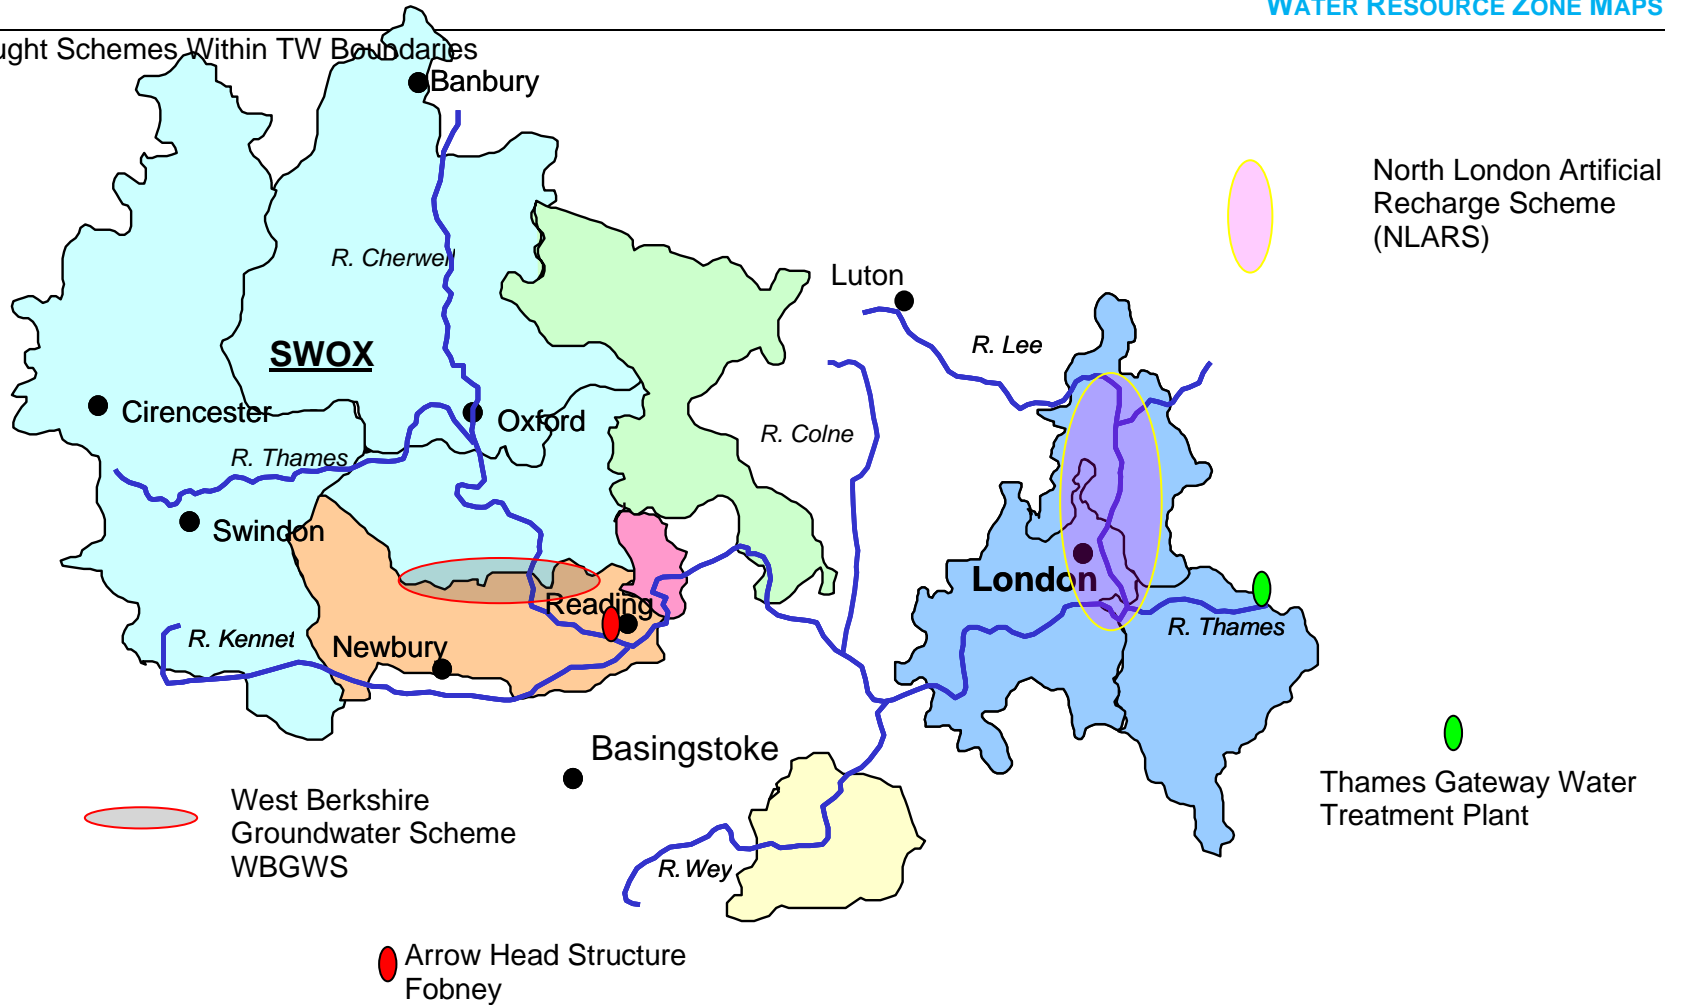 WATER RESOURCE ZONE MAPS
ught Schemes Within TW Boundaries
Banbury
North London Artificial
Recharge Scheme
(NLARS)
R. Cherwell
Luton
R. Lee
SWOX
Cirencester
Oxford
R. Colne
R. Thames
Swindon
London
Reading
R. Thames
R. Kennet
Newbury
Basingstoke
Thames Gateway Water
Treatment Plant
West Berkshire
Groundwater Scheme
WBGWS
R. Wey
Arrow Head Structure
Fobney